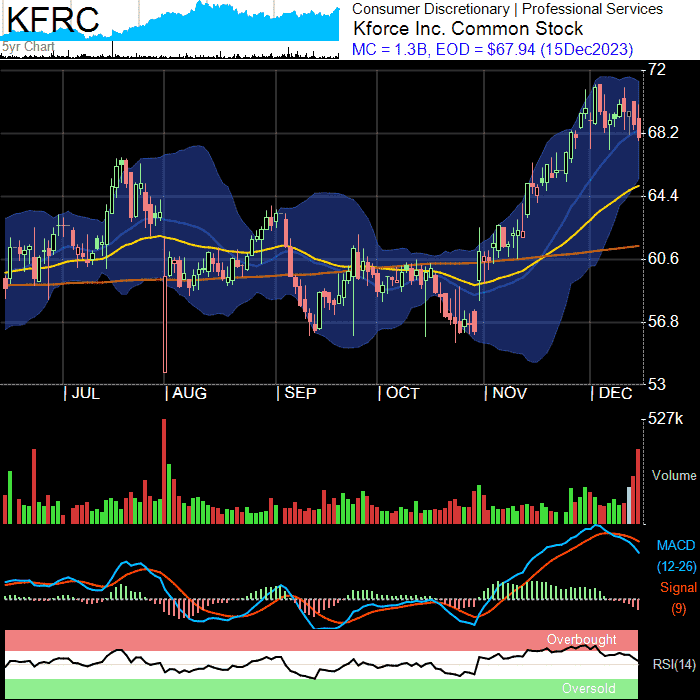 KFRC
5yr Chart
Consumer Discretionary | Professional Services
Kforce Inc. Common Stock
MC = 1.3B, EOD = $67.94 (15Dec2023)
72
68.2
64.4
60.6
56.8
53
| JUL | AUG | SEP | OCT | NOV | DEC
527k
Volume
MACD
(12-26)
Signal
(9)
Overbought
RSI(14)
Oversold